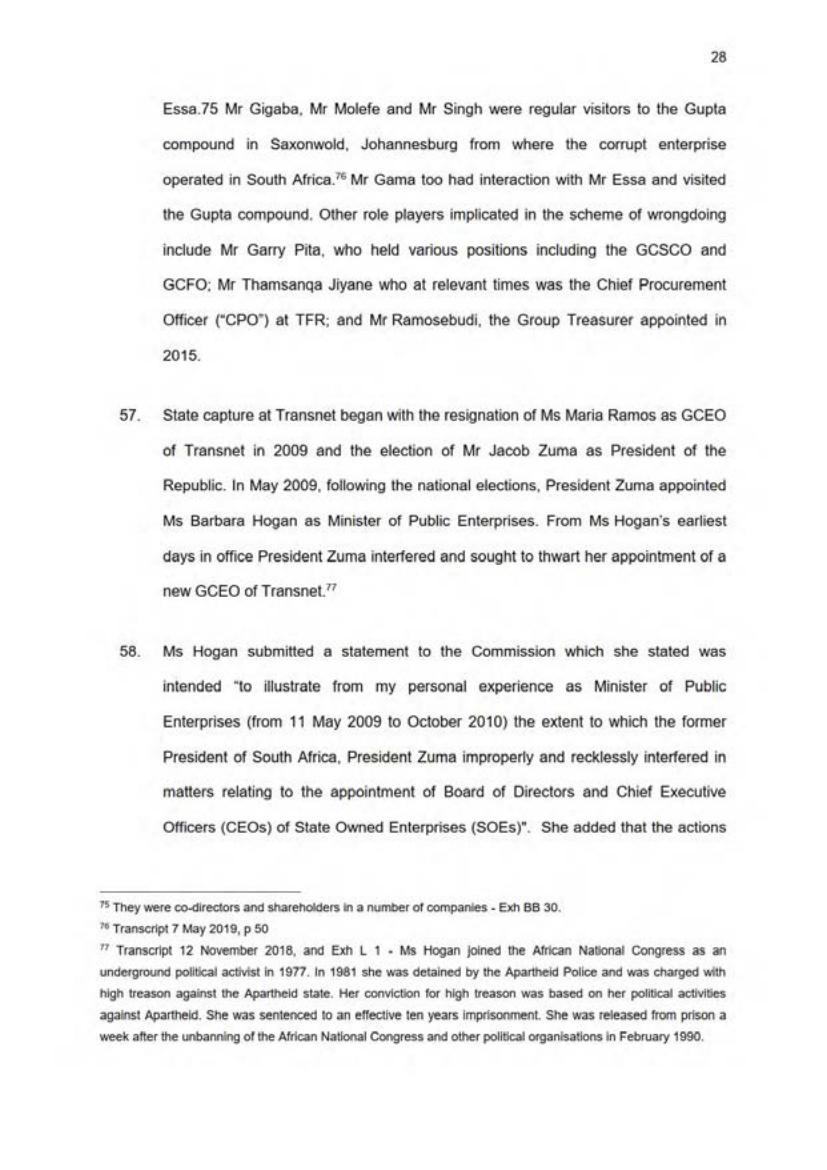 28
Essa.75 Mr Gigaba, Mr Molefe and Mr Singh were regular visitors to the Gupta
compound in Saxonwold, Johannesburg from where the corrupt enterprise
operated in South Africa.76 Mr Gama too had interaction with Mr Essa and visited
the Gupta compound. Other role players implicated in the scheme of wrongdoing
include Mr Garry Pita, who held various positions including the GCSCO and
GCFO; Mr Thamsanqa Jiyane who at relevant times was the Chief Procurement
Officer (“CPO”) at TFR; and Mr Ramosebudi, the Group Treasurer appointed in
2015.
57. State capture at Transnet began with the resignation of Ms Maria Ramos as GCEO
of Transnet in 2009 and the election of Mr Jacob Zuma as President of the
Republic. In May 2009, following the national elections, President Zuma appointed
Ms Barbara Hogan as Minister of Public Enterprises. From Ms Hogan’s earliest
days in office President Zuma interfered and sought to thwart her appointment of a
new GCEO of Transnet.77
58. Ms Hogan submitted a statement to the Commission which she stated was
intended “to illustrate from my personal experience as Minister of Public
Enterprises (from 11 May 2009 to October 2010) the extent to which the former
President of South Africa, President Zuma improperly and recklessly interfered in
matters relating to the appointment of Board of Directors and Chief Executive
Officers (CEOs) of State Owned Enterprises (SOEs)". She added that the actions
75 They were co-directors and shareholders in a number of companies - Exh BB 30.
76 Transcript 7 May 2019, p 50
77 Transcript 12 November 2018, and Exh L 1 - Ms Hogan joined the African National Congress as an
underground political activist in 1977. In 1981 she was detained by the Apartheid Police and was charged with
high treason against the Apartheid state. Her conviction for high treason was based on her political activities
against Apartheid. She was sentenced to an effective ten years imprisonment. She was released from prison a
week after the unbanning of the African National Congress and other political organisations in February 1990.